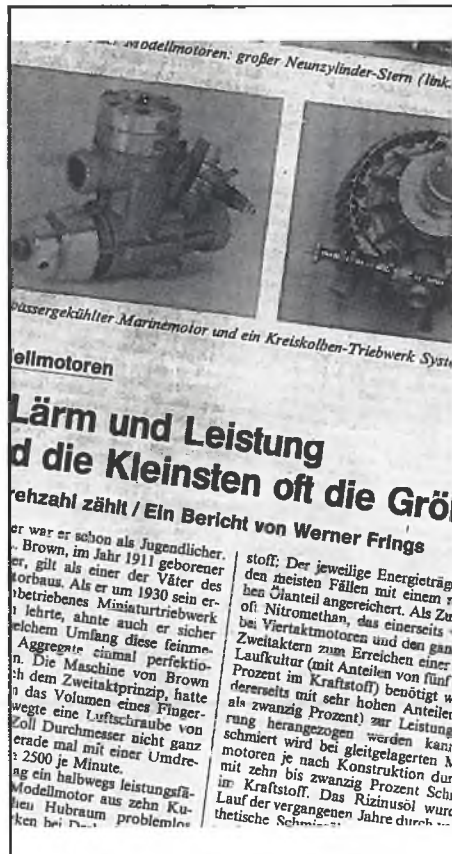 Modellmotoren: großer Neunzylinder-Stern (link.
wassergekühlter Marinemotor und ein Kreiskolben-Triebwerk Syste
ellmotoren
Lärm und Leistung
d die Kleinsten oft die Grö
rehzahl zählt / Ein Bericht von Werner Frings
er war er schon als Jugendlicher.
. Brown, im Jahr 1911 geborener
er, gilt als einer der Väter des
torbaus. Als er um 1930 sein er-
betriebenes Miniaturtriebwerk
n lehrte, ahnte auch er sicher
elchem Umfang diese feinme-
Aggregate einmal perfektio-
n. Die Maschine von Brown
h dem Zweitaktprinzip, hatte
das Volumen eines Finger-
wegte eine Luftschraube von
Zoll Durchmesser nicht ganz
erade mal mit einer Umdre-
2500 je Minute.
ag ein halbwegs leistungsfä-
Modellmotor aus zehn Ku-
hen Hubraum problemlos
ken bei
stoff: Der jeweilige Energieträg
den meisten Fällen mit einem
hen Ölanteil angereichert. Als Zu
oft Nitromethan, das einerseits
bei Viertaktmotoren und den gan
Zweitaktern zum Erreichen einer
Laufkultur (mit Anteilen von fünf
Prozent im Kraftstoff) benötigt w
dererseits mit sehr hohen Anteilen
als zwanzig Prozent) zur Leistung
rung herangezogen werden kann
schmiert wird bei gleitgelagerten M
motoren je nach Konstruktion dur
mit zehn bis zwanzig Prozent Sch
im Kraftstoff. Das Rizinusöl wurd
Lauf der vergangenen Jahre durch
thetische